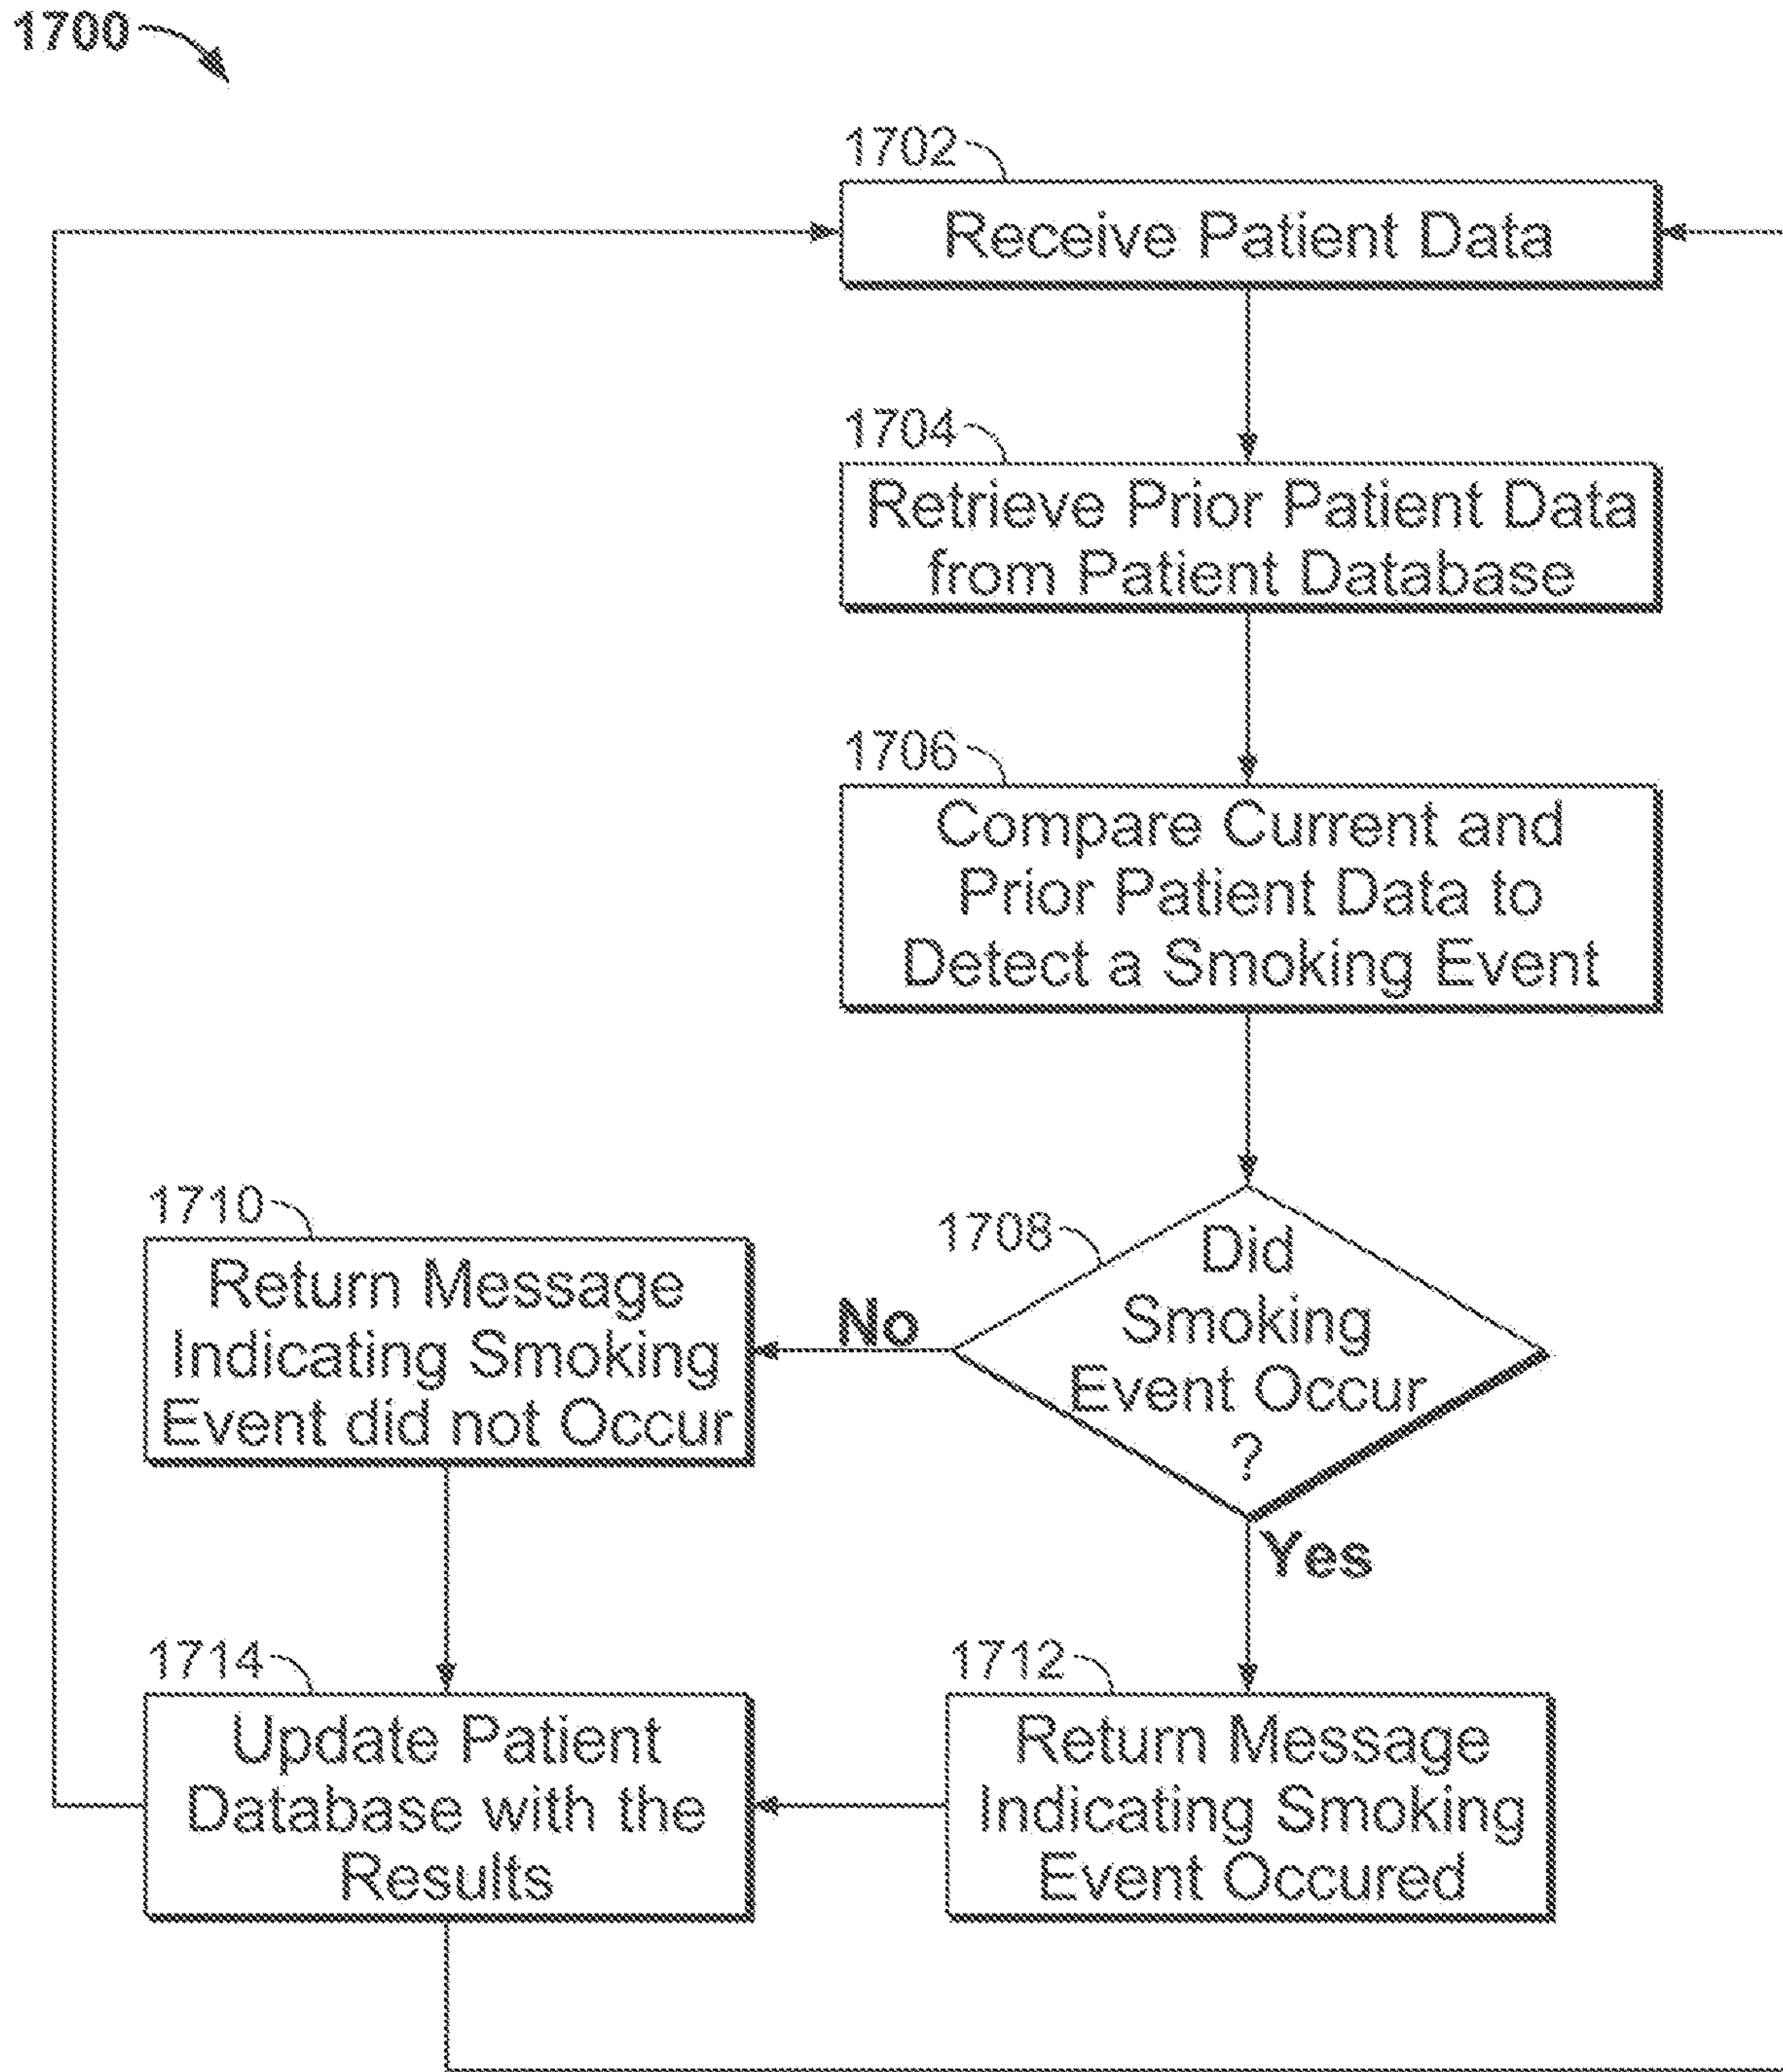 1700
1702
Receive Patient Data
1704
Retrieve Prior Patient Data
from Patient Database
1706
Compare Current and
Prior Patient Data to
Detect a Smoking Event
1708
Did
Smoking
Event Occur
?
No
Yes
1710
Return Message
Indicating Smoking
Event did not Occur
1712
Return Message
Indicating Smoking
Event Occured
1714
Update Patient
Database with the
Results